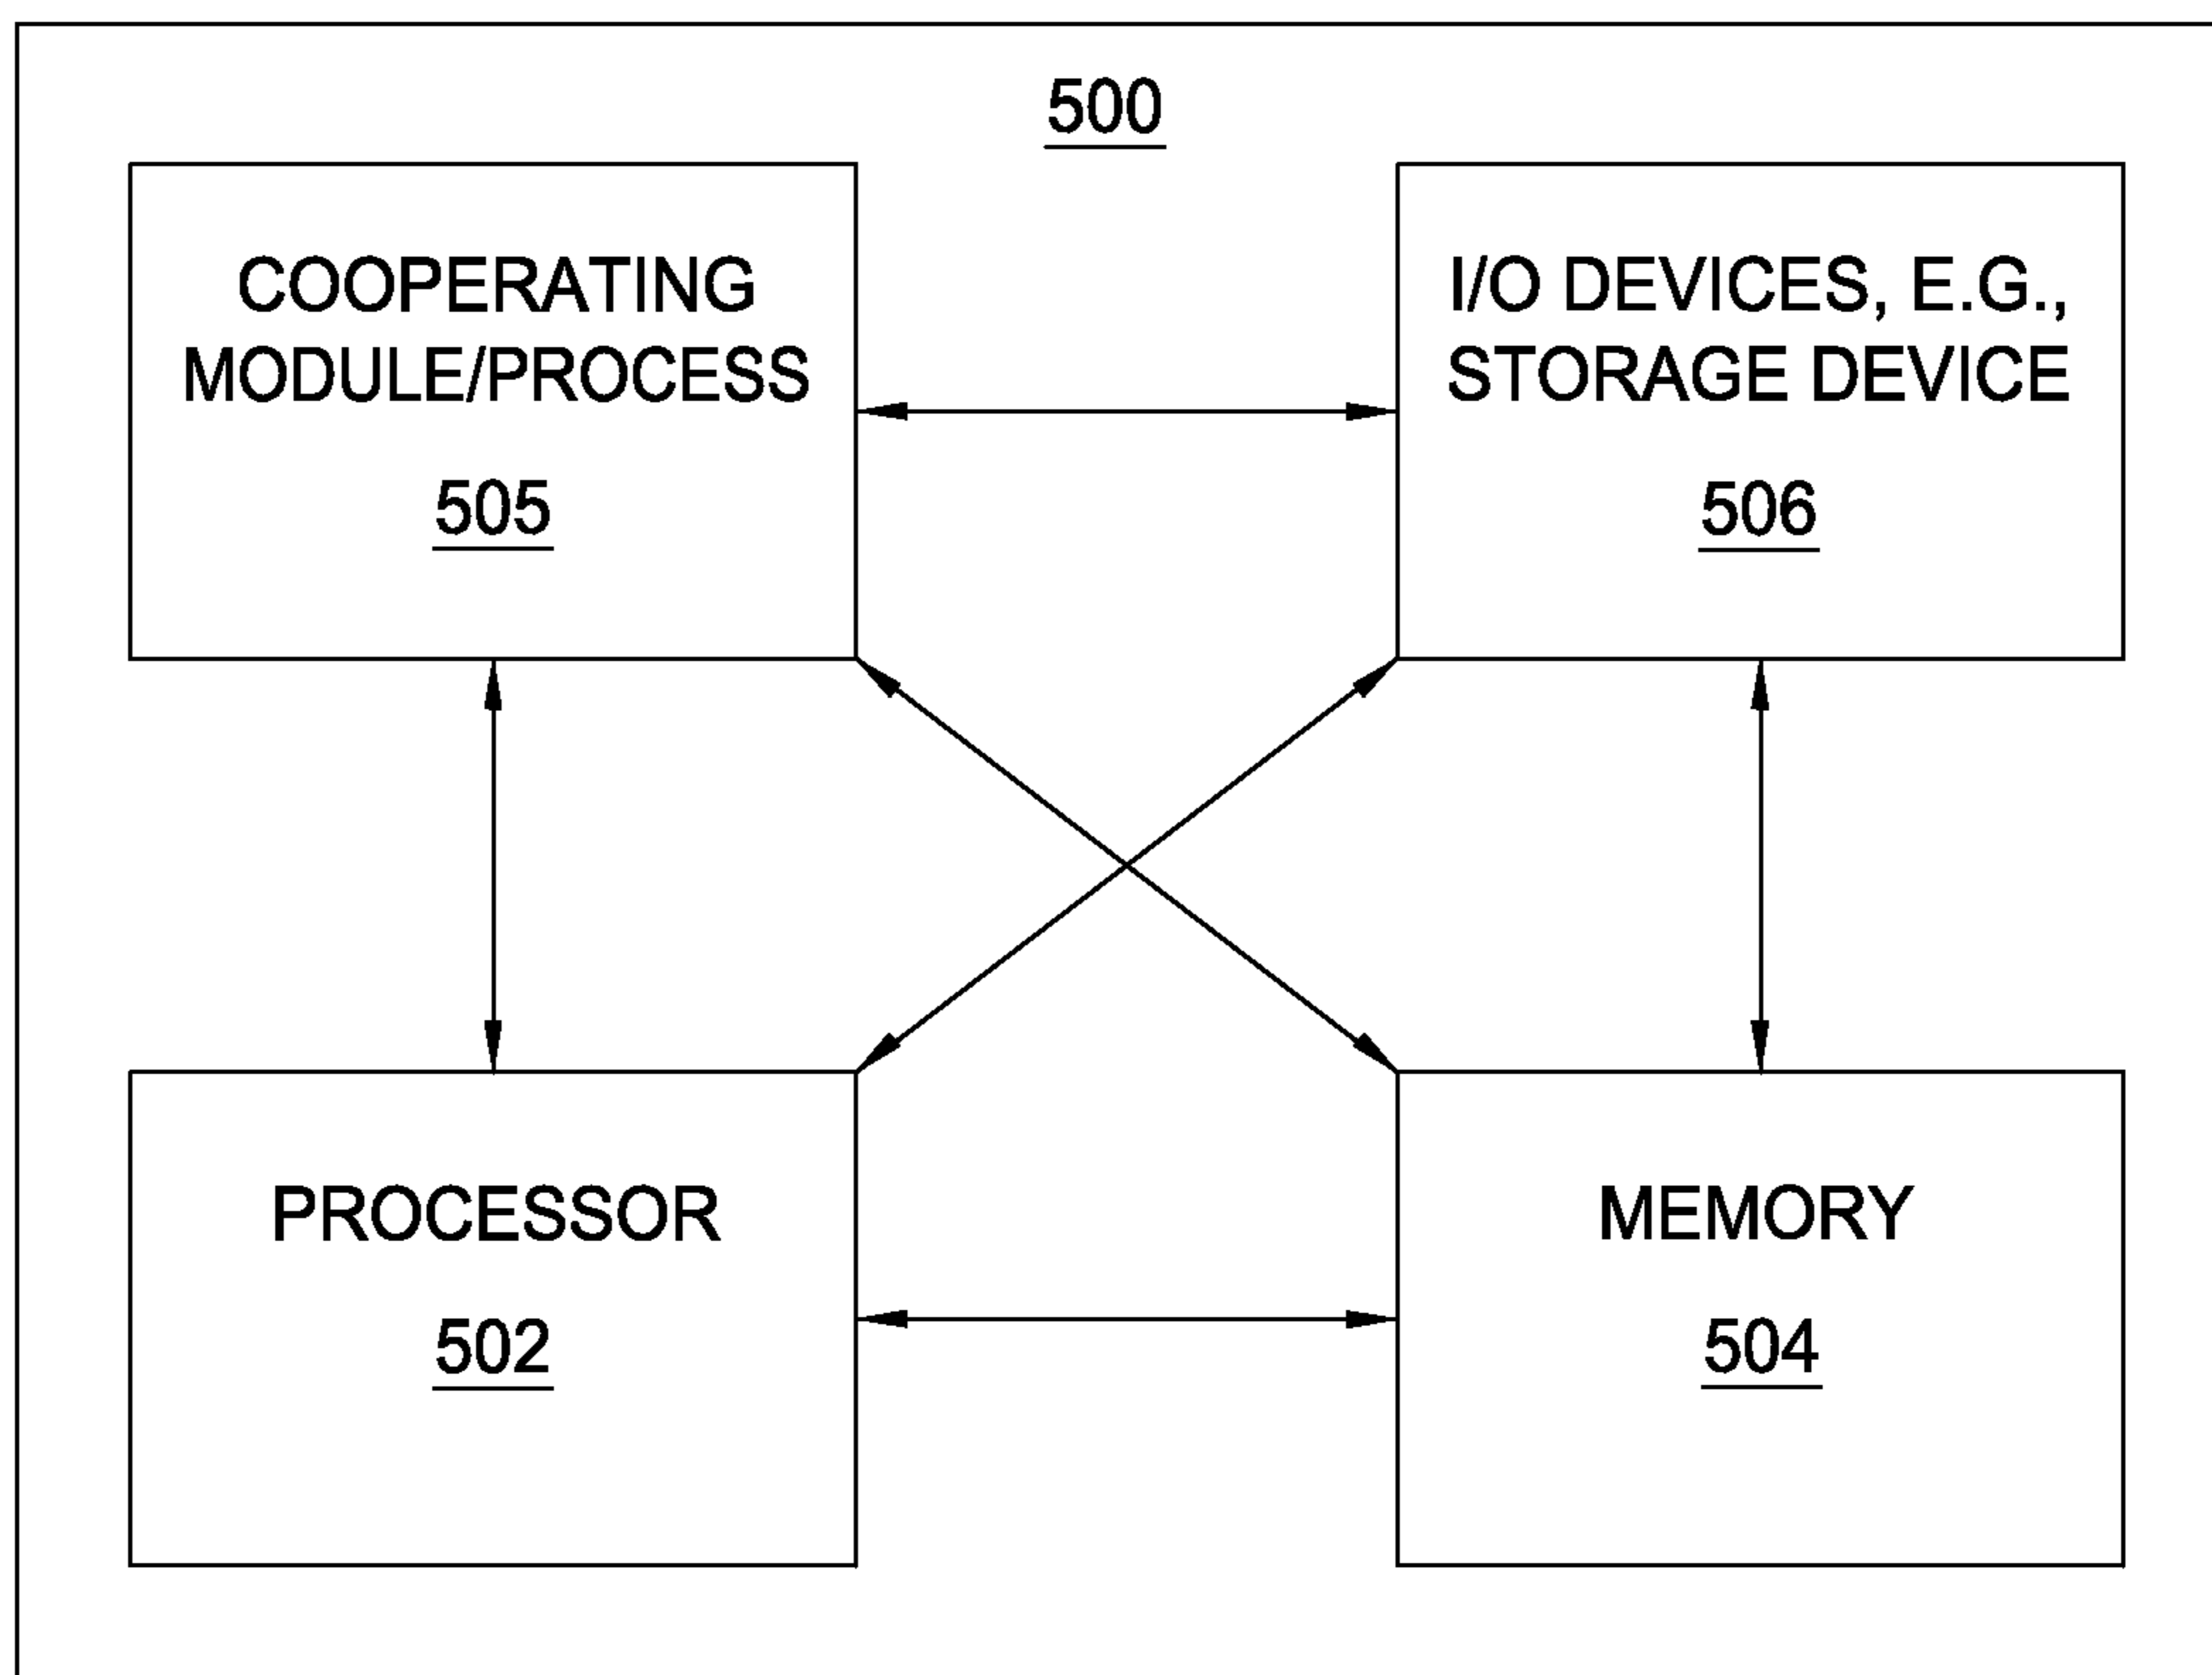 500
COOPERATING
MODULE/PROCESS
505
I/O DEVICES, E.G.,
STORAGE DEVICE
506
PROCESSOR
502
MEMORY
504